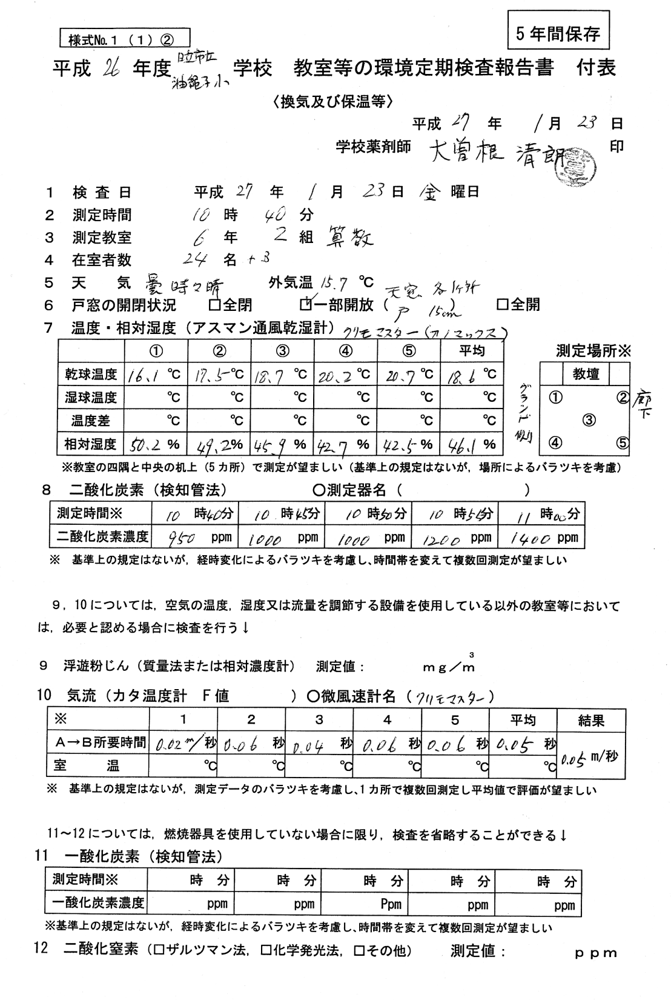 様式No.1（1）②
5年間保存
平成 26 年度 日立市立 油縄子小 学校 教室等の環境定期検査報告書 付表
〈換気及び保温等〉
平成 27 年 1月 23 日
学校薬剤師 大曽根 清朗 印
1 検査日 平成 27 年 1月 23日 金曜日
2 測定時間 10 時 40 分
3 測定教室 6 年 2 組 算数
4 在室者数 24 名 +3
5 天気 曇時々晴 外気温 15.7 ℃
6 戸窓の開閉状況 □全閉 ☑一部開放（天窓 各1ヶ所 戸 15cm） □全開
7 温度・相対湿度（アスマン通風乾湿計）クリモマスター（カノマックス）
① ② ③ ④ ⑤ 平均
乾球温度 16.1 ℃ 17.5℃ 18.7 ℃ 20.2℃ 20.7℃ 18.6 ℃
湿球温度 ℃ ℃ ℃ ℃ ℃ ℃
温度差 ℃ ℃ ℃ ℃ ℃ ℃
相対湿度 50.2 % 49.2% 45.9 % 42.7 % 42.5% 46.1 %
測定場所※
教壇
グランド側
① ② 廊下
③
④ ⑤
※教室の四隅と中央の机上（5カ所）で測定が望ましい（基準上の規定はないが，場所によるバラツキを考慮）
8 二酸化炭素（検知管法） ○測定器名（ ）
測定時間※ 10 時40分 10 時45分 10 時50分 10 時55分 11 時00分
二酸化炭素濃度 950 ppm 1000 ppm 1000 ppm 1200 ppm 1400 ppm
※ 基準上の規定はないが，経時変化によるバラツキを考慮し、時間帯を変えて複数回測定が望ましい
9，10については，空気の温度，湿度又は流量を調節する設備を使用している以外の教室等において
は，必要と認める場合に検査を行う↓
9 浮遊粉じん（質量法または相対濃度計） 測定値： mg／m³
10 気流（カタ温度計 F値 ）○微風速計名（クリモマスター）
※ 1 2 3 4 5 平均 結果
A→B所要時間 0.02m/秒 0.06 秒 0.04 秒 0.06 秒 0.06 秒 0.05 秒 0.05 m/秒
室温 ℃ ℃ ℃ ℃ ℃ ℃
※ 基準上の規定はないが，測定データのバラツキを考慮し、1カ所で複数回測定し平均値で評価が望ましい
11～12については，燃焼器具を使用していない場合に限り，検査を省略することができる↓
11 一酸化炭素（検知管法）
測定時間※ 時 分 時 分 時 分 時 分 時 分
一酸化炭素濃度 ppm ppm Ppm ppm ppm
※基準上の規定はないが，経時変化によるバラツキを考慮し、時間帯を変えて複数回測定が望ましい
12 二酸化窒素（□ザルツマン法，□化学発光法，□その他） 測定値： ppm